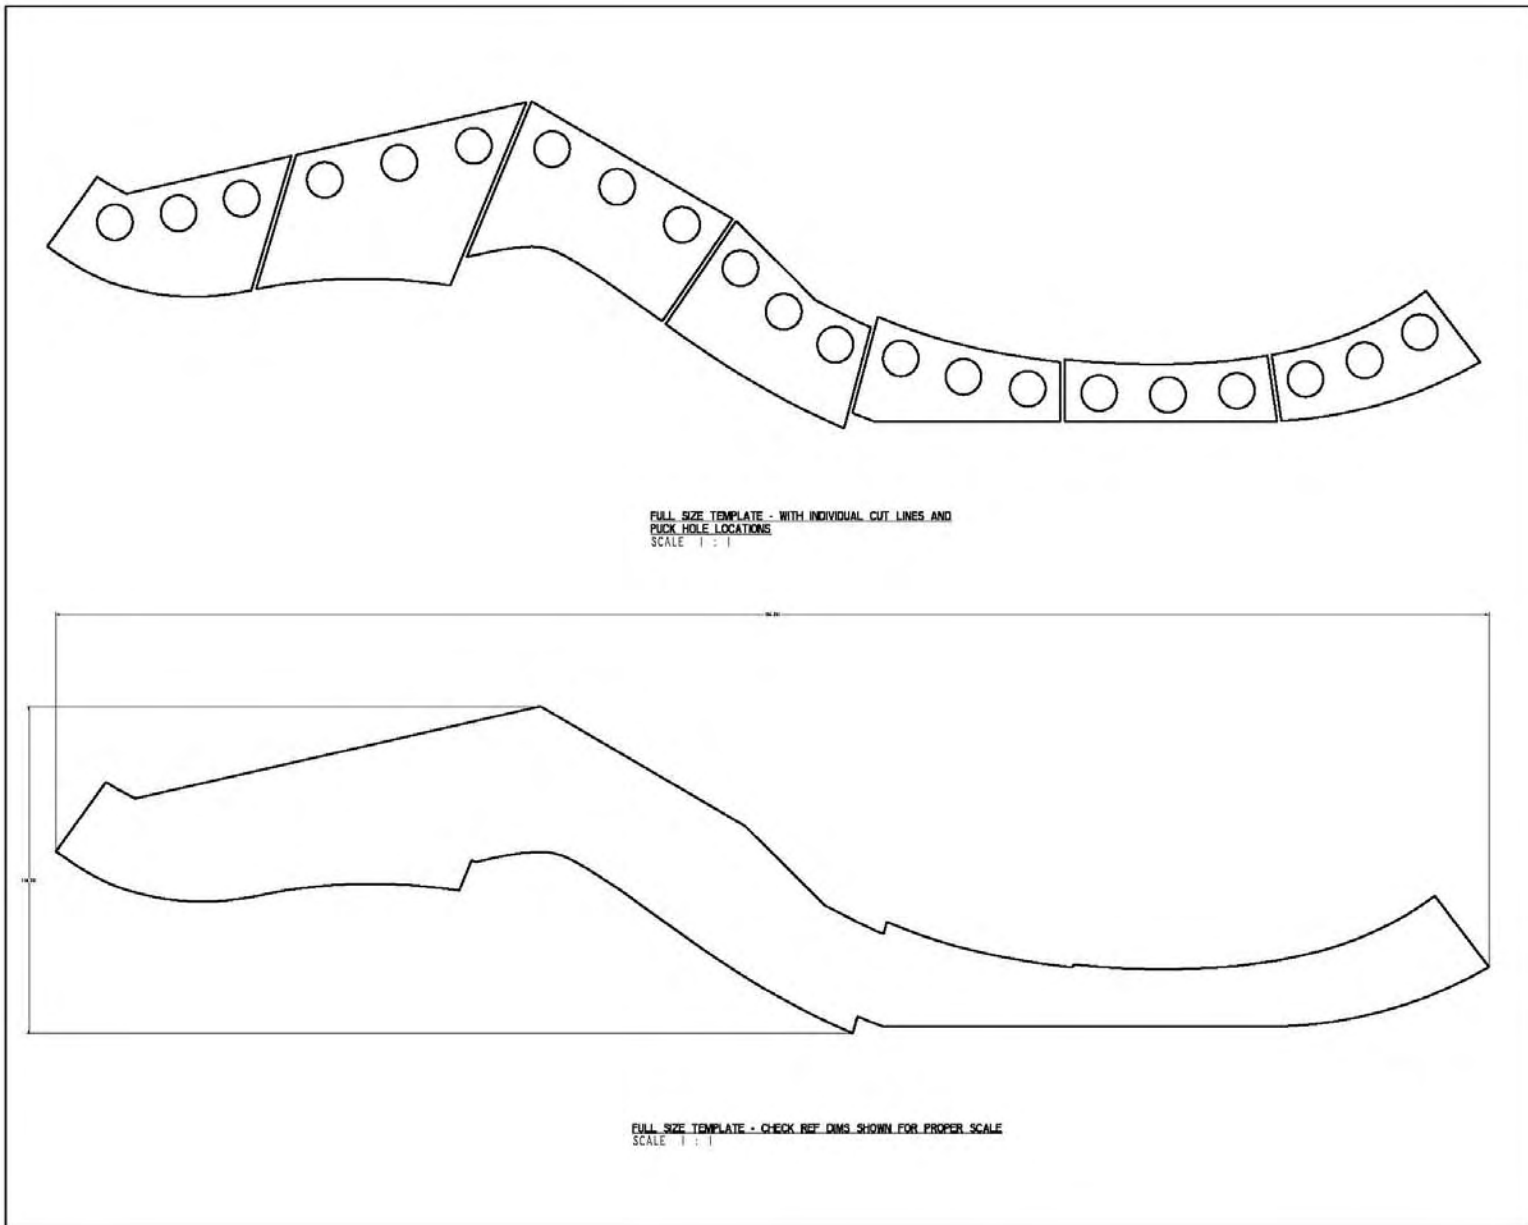 FULL SIZE TEMPLATE - WITH INDIVIDUAL CUT LINES AND
PUCK HOLE LOCATIONS
SCALE 1 : 1
FULL SIZE TEMPLATE - CHECK REF DIMS SHOWN FOR PROPER SCALE
SCALE 1 : 1